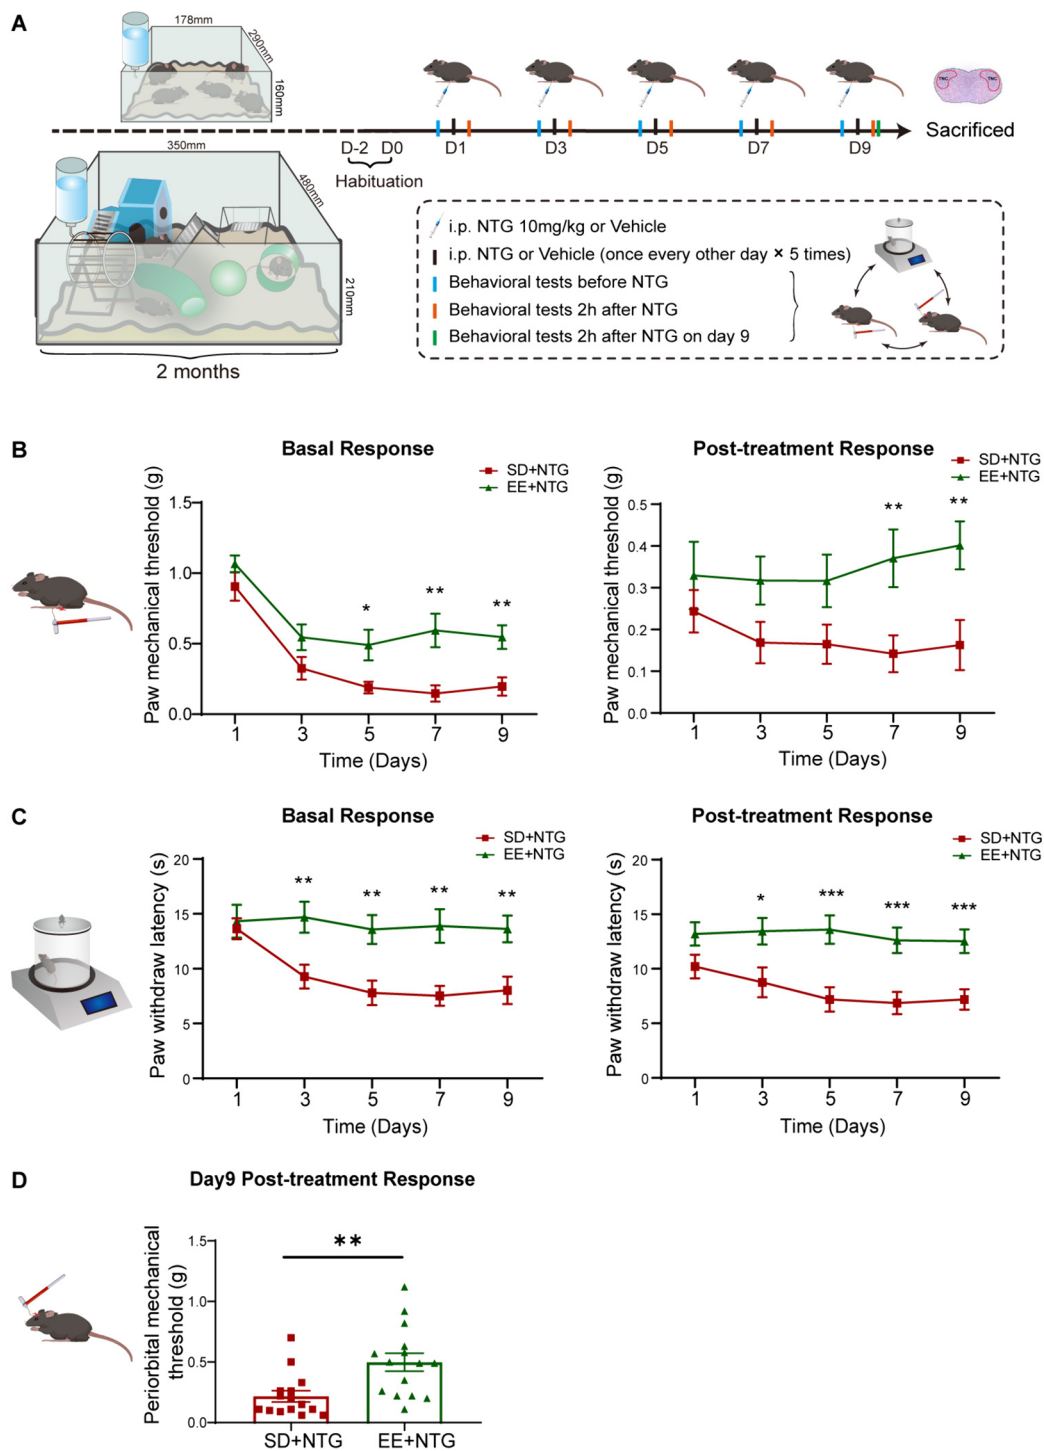 A
178mm
290mm
160mm
TNC
TNC
Sacrificed
D-2 D0 D1 D3 D5 D7 D9
Habituation
350mm
480mm
210mm
2 months
i.p. NTG 10mg/kg or Vehicle
i.p. NTG or Vehicle (once every other day × 5 times)
Behavioral tests before NTG
Behavioral tests 2h after NTG
Behavioral tests 2h after NTG on day 9
B
Basal Response
SD+NTG
EE+NTG
Paw mechanical threshold (g)
1.5
1.0
0.5
0.0
* ** **
1 3 5 7 9
Time (Days)
Post-treatment Response
SD+NTG
EE+NTG
Paw mechanical threshold (g)
0.5
0.4
0.3
0.2
0.1
0.0
** **
1 3 5 7 9
Time (Days)
C
Basal Response
SD+NTG
EE+NTG
Paw withdraw latency (s)
20
15
10
5
0
** ** ** **
1 3 5 7 9
Time (Days)
Post-treatment Response
SD+NTG
EE+NTG
Paw withdraw latency (s)
20
15
10
5
0
* *** *** ***
1 3 5 7 9
Time (Days)
D
Day9 Post-treatment Response
Periorbital mechanical
threshold (g)
1.5
1.0
0.5
0.0
**
SD+NTG EE+NTG